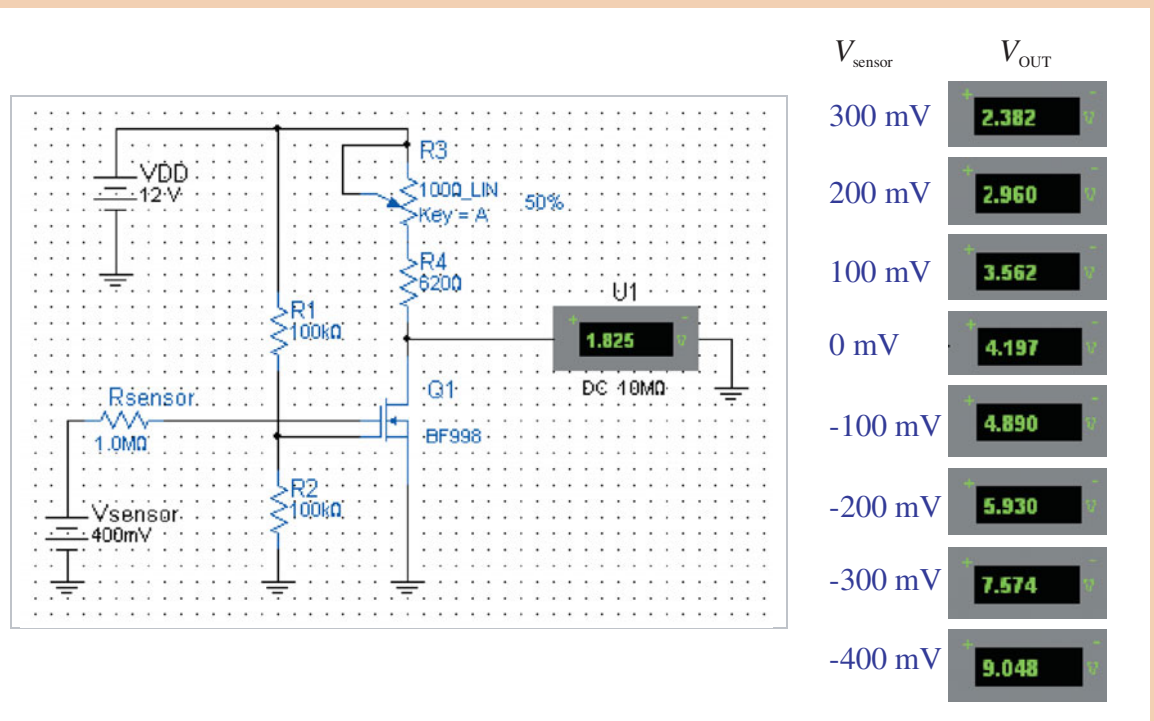 V sensor V OUT
300 mV + 2.382 - V
200 mV + 2.960 - V
100 mV + 3.562 - V
0 mV + 4.197 - V
-100 mV + 4.890 - V
-200 mV + 5.930 - V
-300 mV + 7.574 - V
-400 mV + 9.048 - V
VDD
12 V
R3
100Ω_LIN
Key = A
50%
R4
620Ω
R1
100kΩ
U1
+ 1.825 - V
DC 10MΩ
Rsensor
1.0MΩ
Q1
BF998
R2
100kΩ
Vsensor
400mV